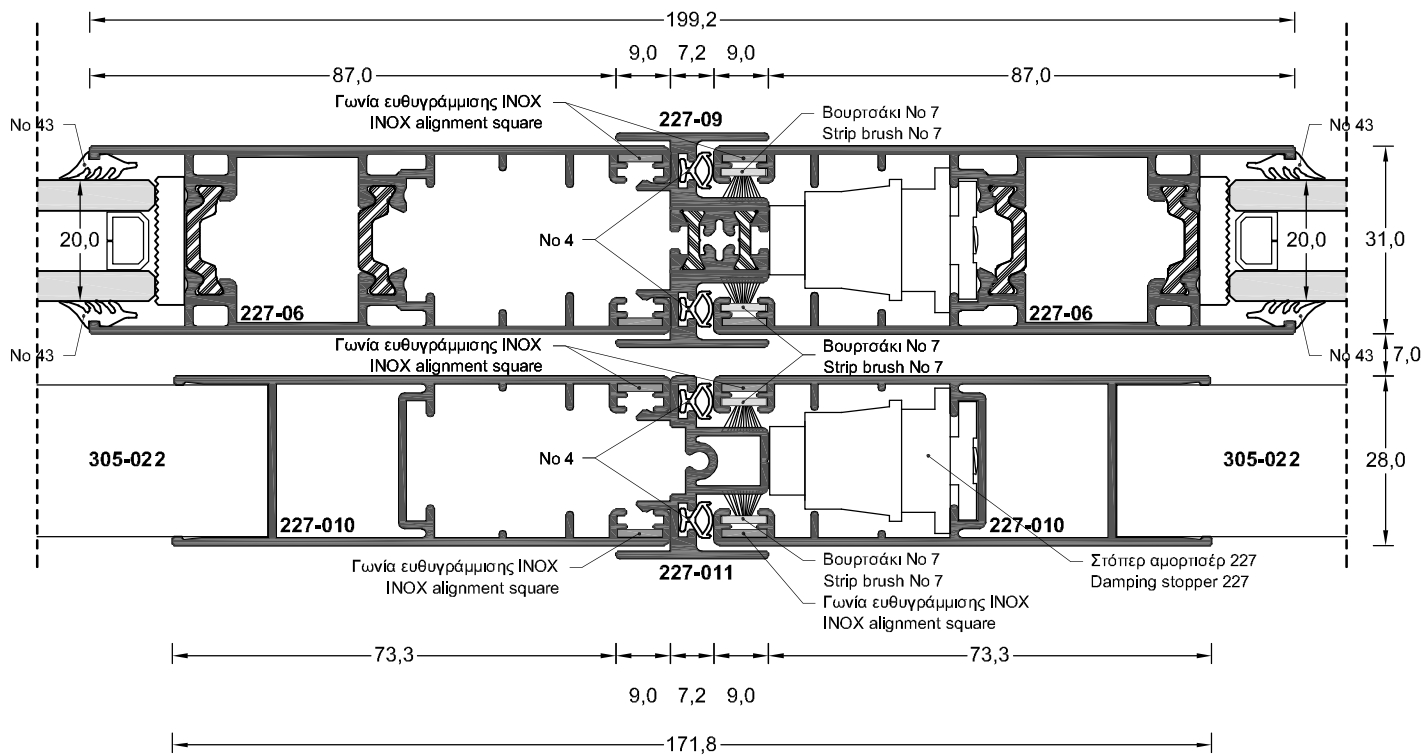 199,2
9,0 7,2 9,0
87,0
87,0
Γωνία ευθυγράμμισης INOX
INOX alignment square
227-09
Βουρτσάκι No 7
Strip brush No 7
No 43
No 43
20,0
No 4
20,0
31,0
227-06
227-06
No 43
No 43
7,0
Γωνία ευθυγράμμισης INOX
INOX alignment square
Βουρτσάκι No 7
Strip brush No 7
305-022
No 4
305-022
28,0
227-010
227-010
Γωνία ευθυγράμμισης INOX
INOX alignment square
227-011
Βουρτσάκι No 7
Strip brush No 7
Γωνία ευθυγράμμισης INOX
INOX alignment square
Στόπερ αμορτισέρ 227
Damping stopper 227
73,3
73,3
9,0 7,2 9,0
171,8